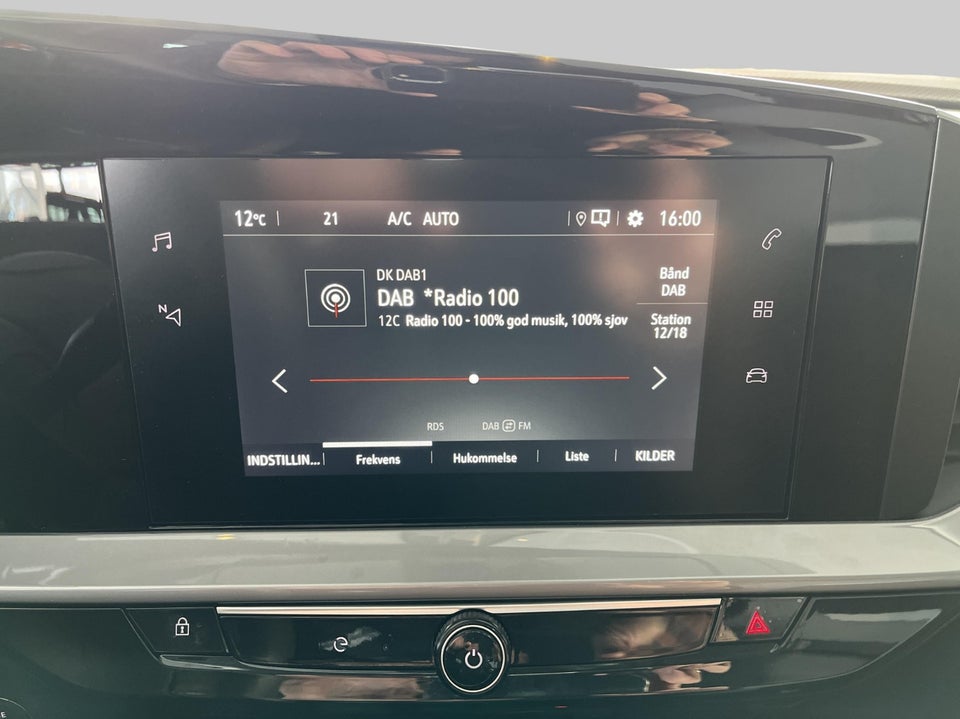 12°C 21 A/C AUTO 16:00
N
DK DAB1
DAB *Radio 100
12C Radio 100 - 100% god musik, 100% sjov
Bånd
DAB
Station
12/18
RDS DAB FM
INDSTILLIN... Frekvens Hukommelse Liste KILDER